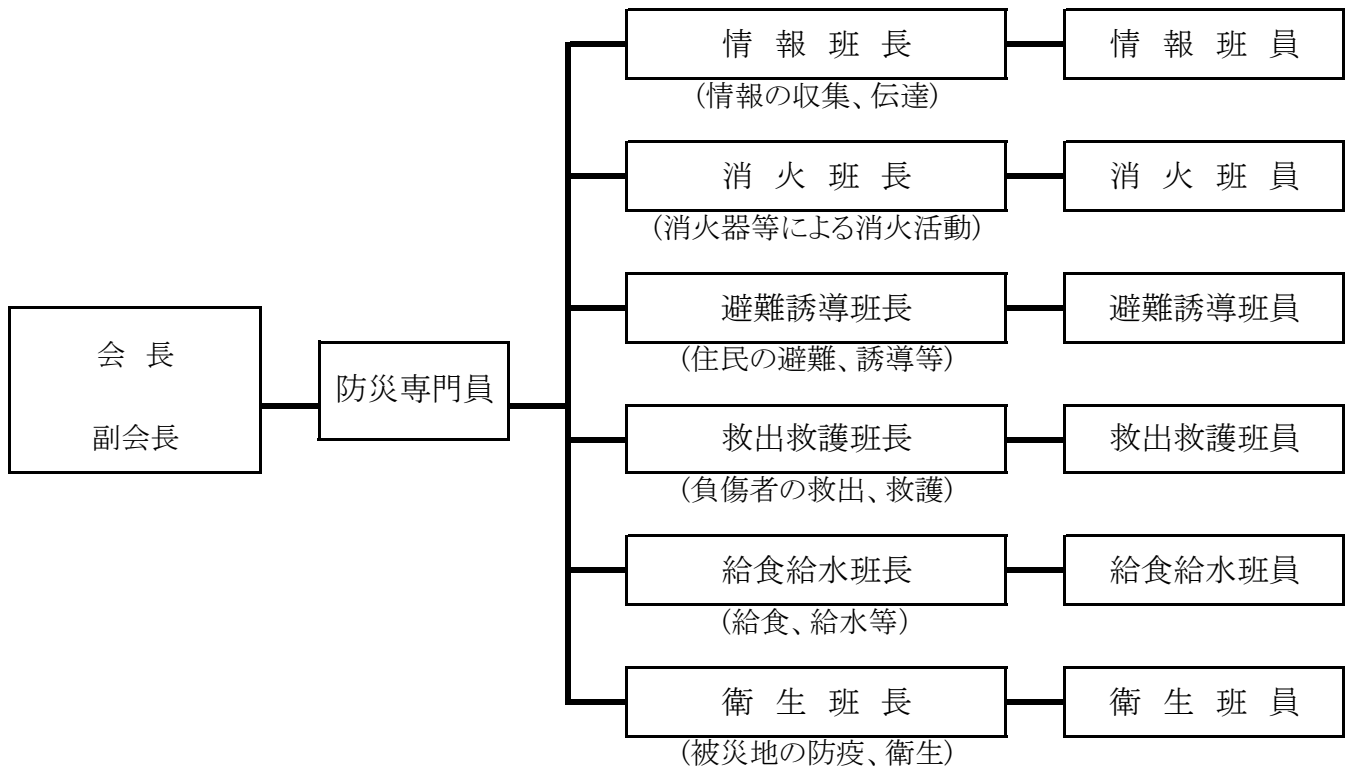 会 長
副会長
防災専門員
情 報 班 長
(情報の収集、伝達)
情 報 班 員
消 火 班 長
(消火器等による消火活動)
消 火 班 員
避難誘導班長
(住民の避難、誘導等)
避難誘導班員
救出救護班長
(負傷者の救出、救護)
救出救護班員
給食給水班長
(給食、給水等)
給食給水班員
衛 生 班 長
(被災地の防疫、衛生)
衛 生 班 員